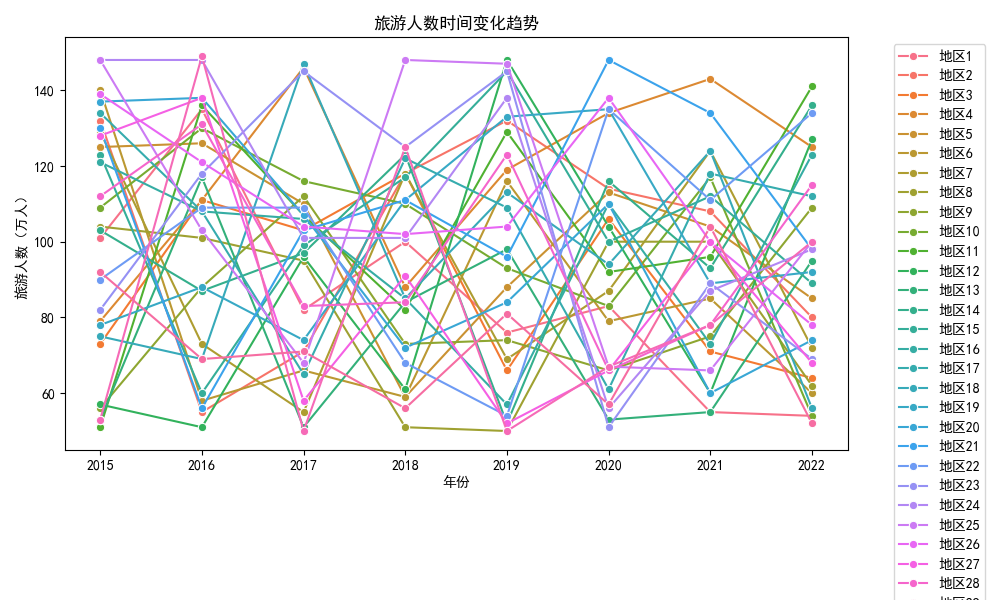 旅游人数时间变化趋势
旅游人数（万人）
140
120
100
80
60
2015 2016 2017 2018 2019 2020 2021 2022
年份
地区1
地区2
地区3
地区4
地区5
地区6
地区7
地区8
地区9
地区10
地区11
地区12
地区13
地区14
地区15
地区16
地区17
地区18
地区19
地区20
地区21
地区22
地区23
地区24
地区25
地区26
地区27
地区28